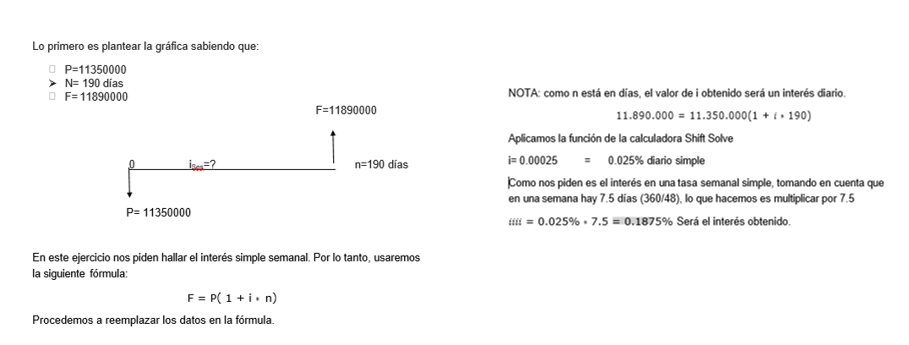 Lo primero es plantear la gráfica sabiendo que:
P=11350000
N= 190 días
F= 11890000
F=11890000
0
iSes=?
n=190 días
P= 11350000
En este ejercicio nos piden hallar el interés simple semanal. Por lo tanto, usaremos
la siguiente fórmula:
F = P( 1 + i * n)
Procedemos a reemplazar los datos en la fórmula.
NOTA: como n está en días, el valor de i obtenido será un interés diario.
11.890.000 = 11.350.000(1 + i * 190)
Aplicamos la función de la calculadora Shift Solve
i= 0.00025 = 0.025% diario simple
Como nos piden es el interés en una tasa semanal simple, tomando en cuenta que
en una semana hay 7.5 días (360/48), lo que hacemos es multiplicar por 7.5
iiii = 0.025% * 7.5 = 0.1875% Será el interés obtenido.